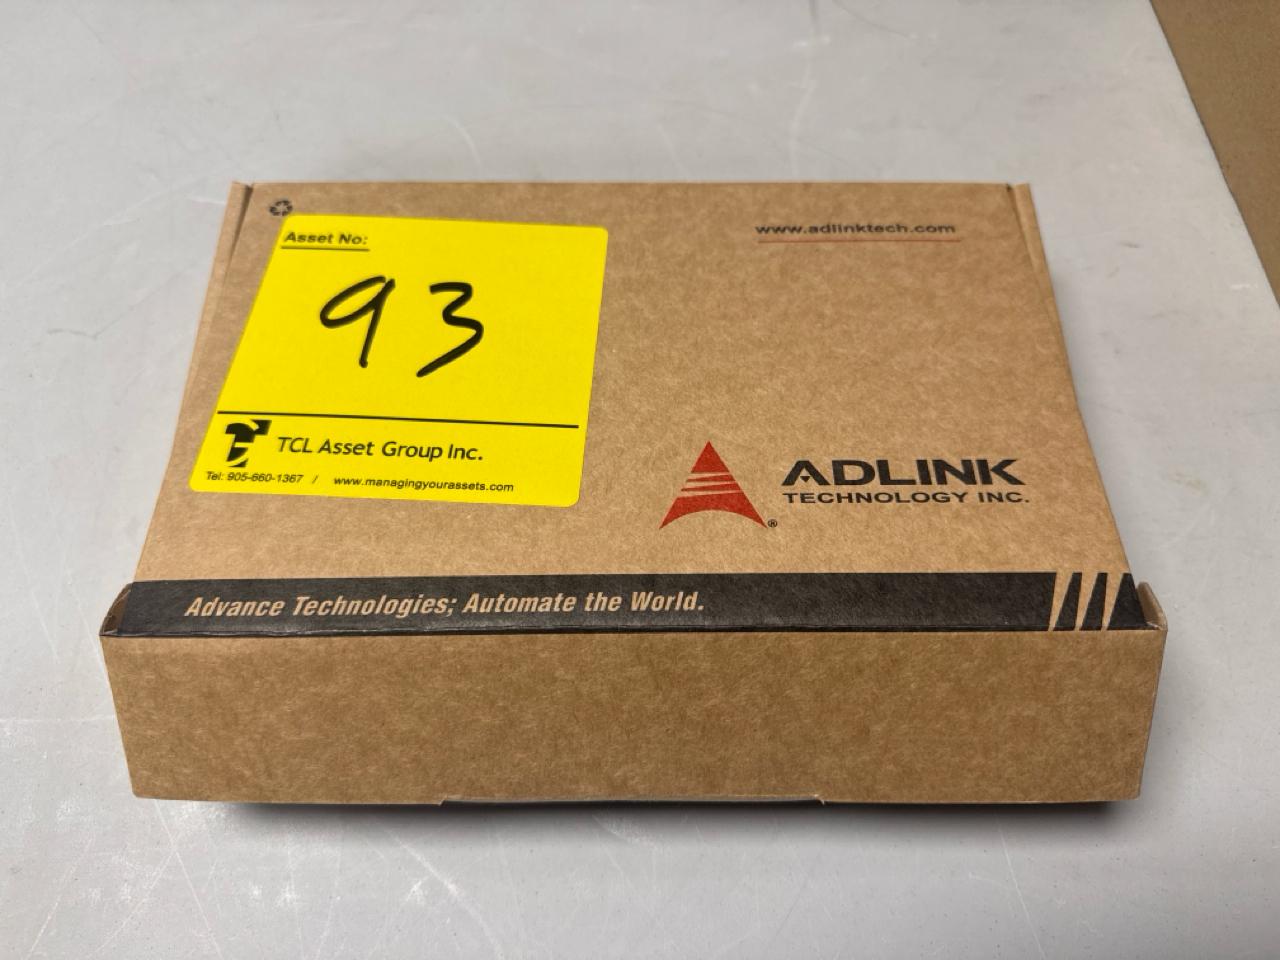 Asset No:
93
TCL Asset Group Inc.
Tel: 905-660-1367 / www.managingyourassets.com
www.adlinktech.com
ADLINK
TECHNOLOGY INC.
®
Advance Technologies; Automate the World.